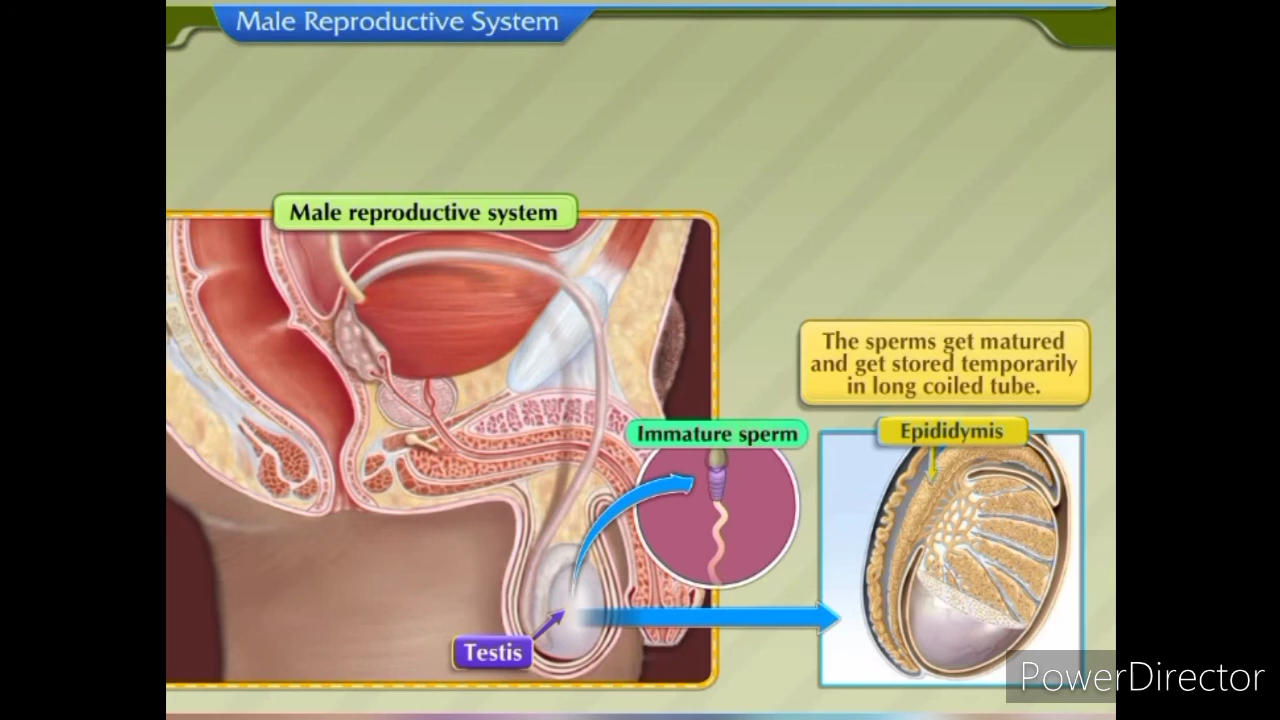 Male Reproductive System
Male reproductive system
The sperms get matured
and get stored temporarily
in long coiled tube.
Immature sperm
Epididymis
Testis
PowerDirector